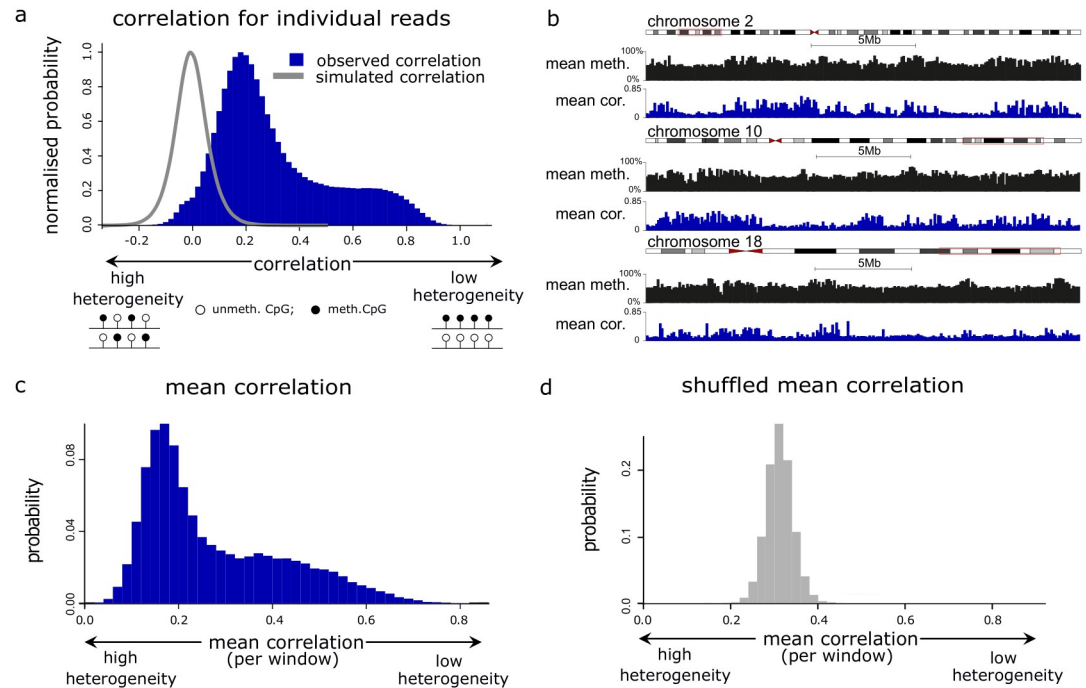 a
correlation for individual reads
normalised probability
0.0 0.2 0.4 0.6 0.8 1.0
observed correlation
simulated correlation
-0.2 0.0 0.2 0.4 0.6 0.8 1.0
correlation
high
heterogeneity
low
heterogeneity
unmeth. CpG; meth.CpG
b
chromosome 2
5Mb
100%
mean meth.
0%
0.85
mean cor.
0
chromosome 10
5Mb
100%
mean meth.
0%
0.85
mean cor.
0
chromosome 18
5Mb
100%
mean meth.
0%
0.85
mean cor.
0
c
mean correlation
probability
0.00 0.04 0.08
0.0 0.2 0.4 0.6 0.8
mean correlation
(per window)
high
heterogeneity
low
heterogeneity
d
shuffled mean correlation
probability
0.0 0.1 0.2
0.0 0.2 0.4 0.6 0.8
mean correlation
(per window)
high
heterogeneity
low
heterogeneity